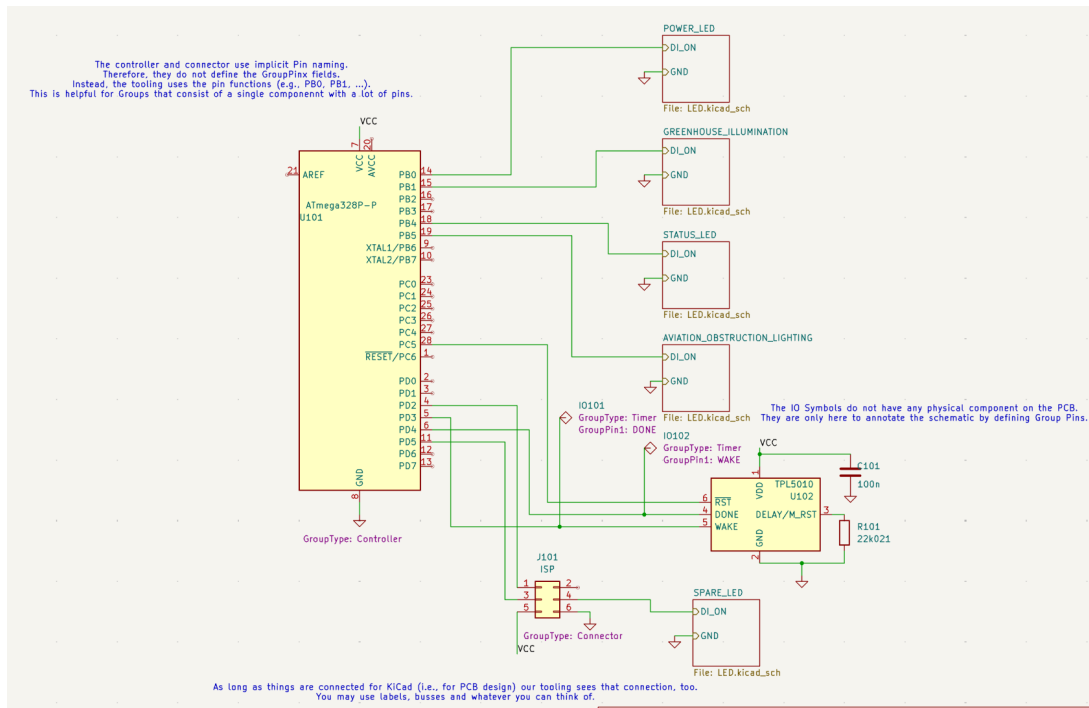 The controller and connector use implicit Pin naming.
Therefore, they do not define the GroupPinx fields.
Instead, the tooling uses the pin functions (e.g., PB0, PB1, ...).
This is helpful for Groups that consist of a single componennt with a lot of pins.
POWER_LED
DI_ON
GND
File: LED.kicad_sch
GREENHOUSE_ILLUMINATION
DI_ON
GND
File: LED.kicad_sch
STATUS_LED
DI_ON
GND
File: LED.kicad_sch
AVIATION_OBSTRUCTION_LIGHTING
DI_ON
GND
File: LED.kicad_sch
VCC
7
20
VCC
AVCC
21
AREF
ATmega328P-P
U101
PB0 14
PB1 15
PB2 16
PB3 17
PB4 18
PB5 19
XTAL1/PB6 9
XTAL2/PB7 10
PC0 23
PC1 24
PC2 25
PC3 26
PC4 27
PC5 28
RESET/PC6 1
PD0 2
PD1 3
PD2 4
PD3 5
PD4 6
PD5 11
PD6 12
PD7 13
GND
8
GroupType: Controller
IO101
GroupType: Timer
GroupPin1: DONE
IO102
GroupType: Timer
GroupPin1: WAKE
The IO Symbols do not have any physical component on the PCB.
They are only here to annotate the schematic by defining Group Pins.
VCC
C101
100n
1
VDD
TPL5010
U102
6 RST
4 DONE
5 WAKE
DELAY/M_RST 3
GND
2
R101
22k021
J101
ISP
1 2
3 4
5 6
GroupType: Connector
VCC
SPARE_LED
DI_ON
GND
File: LED.kicad_sch
As long as things are connected for KiCad (i.e., for PCB design) our tooling sees that connection, too.
You may use labels, busses and whatever you can think of.